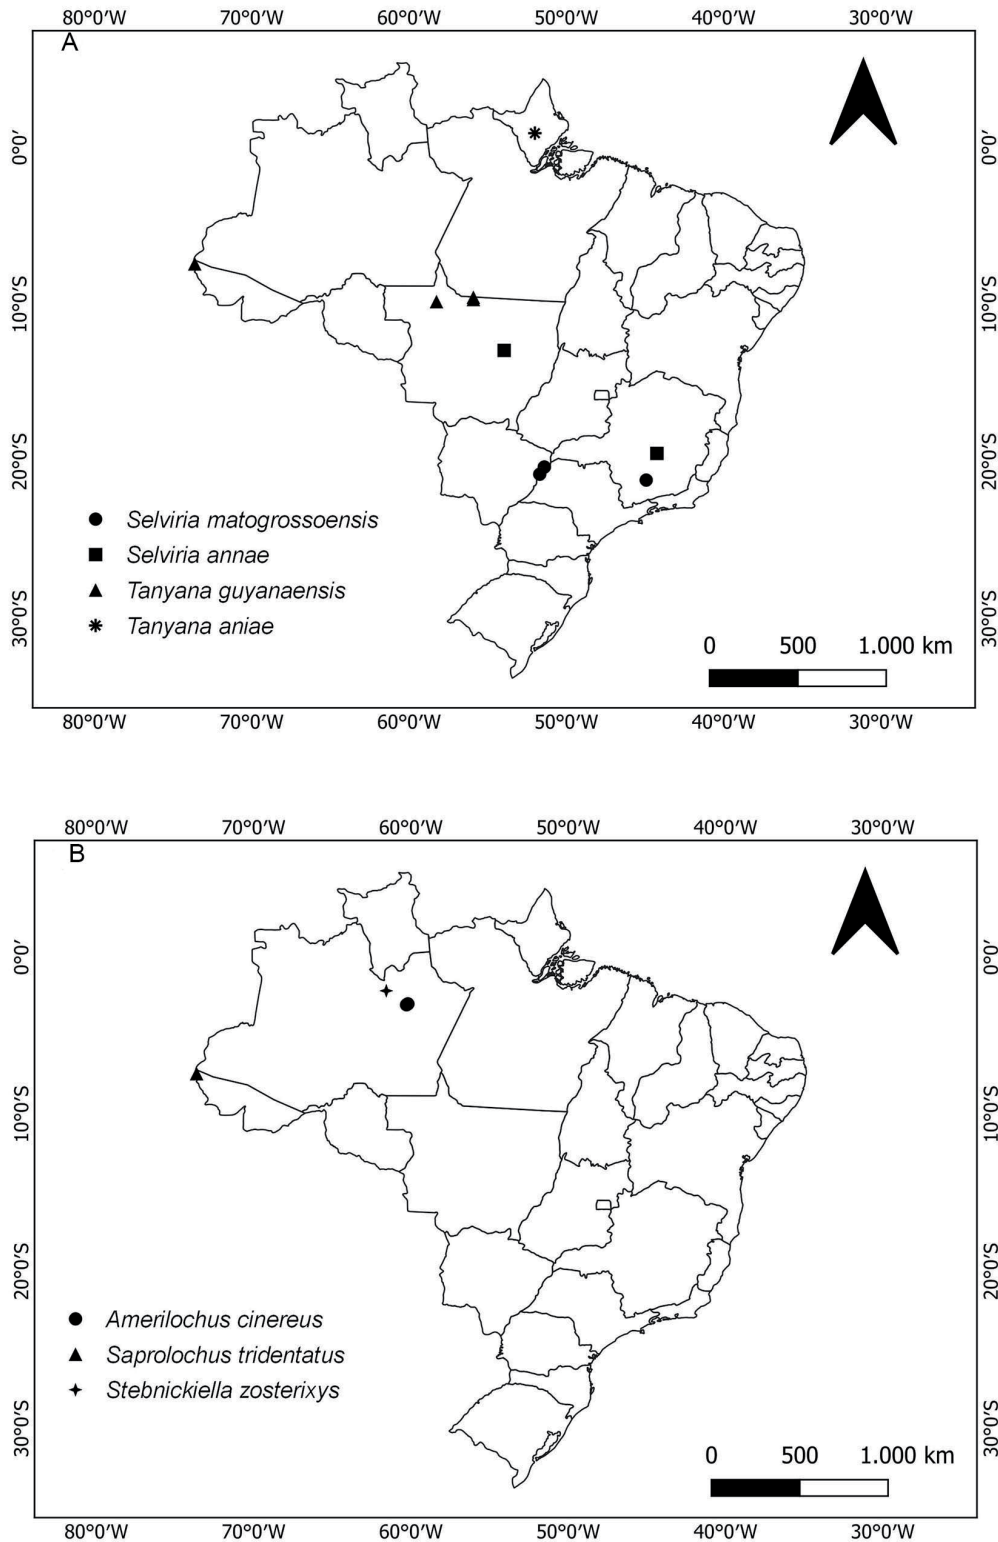 80°0'W 70°0'W 60°0'W 50°0'W 40°0'W 30°0'W
A
0°0'
0°0'
10°0'S
10°0'S
20°0'S
20°0'S
30°0'S
30°0'S
Selviria matogrossoensis
Selviria annae
Tanyana guyanaensis
Tanyana aniae
0 500 1.000 km
80°0'W 70°0'W 60°0'W 50°0'W 40°0'W 30°0'W
80°0'W 70°0'W 60°0'W 50°0'W 40°0'W 30°0'W
B
0°0'
0°0'
10°0'S
10°0'S
20°0'S
20°0'S
30°0'S
30°0'S
Amerilochus cinereus
Saprolochus tridentatus
Stebnickiella zosterixys
0 500 1.000 km
80°0'W 70°0'W 60°0'W 50°0'W 40°0'W 30°0'W